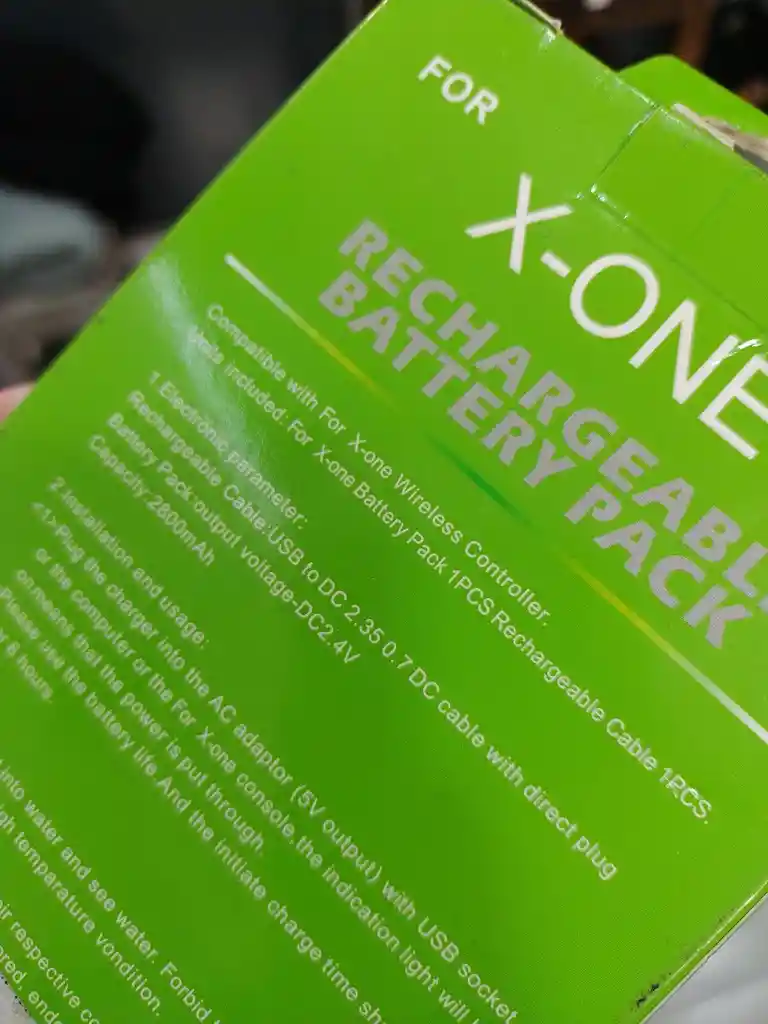 FOR
X-ONE
RECHARGEABL
BATTERY PACK
Compatible with For X-one Wireless Controller.
included: For X-one Battery Pack 1PCS Rechargeable Cable 1PCS.
1.Electronic parameter:
Rechargeable Cable:USB to DC 2.35 0.7 DC cable with direct plug
Battery Pack output voltage-DC2.4V
Capacity:2800mAh
2.Installation and usage:
<1>Plug the charger into the AC adaptor (5V output) with USB socket
or the computer or the For X-one console,the indication light will
on,means that the power is put through.
Please use the battery life.And the initiate charge time
6 hours.
into water and see water. Forbid
temparature vondition.
respective